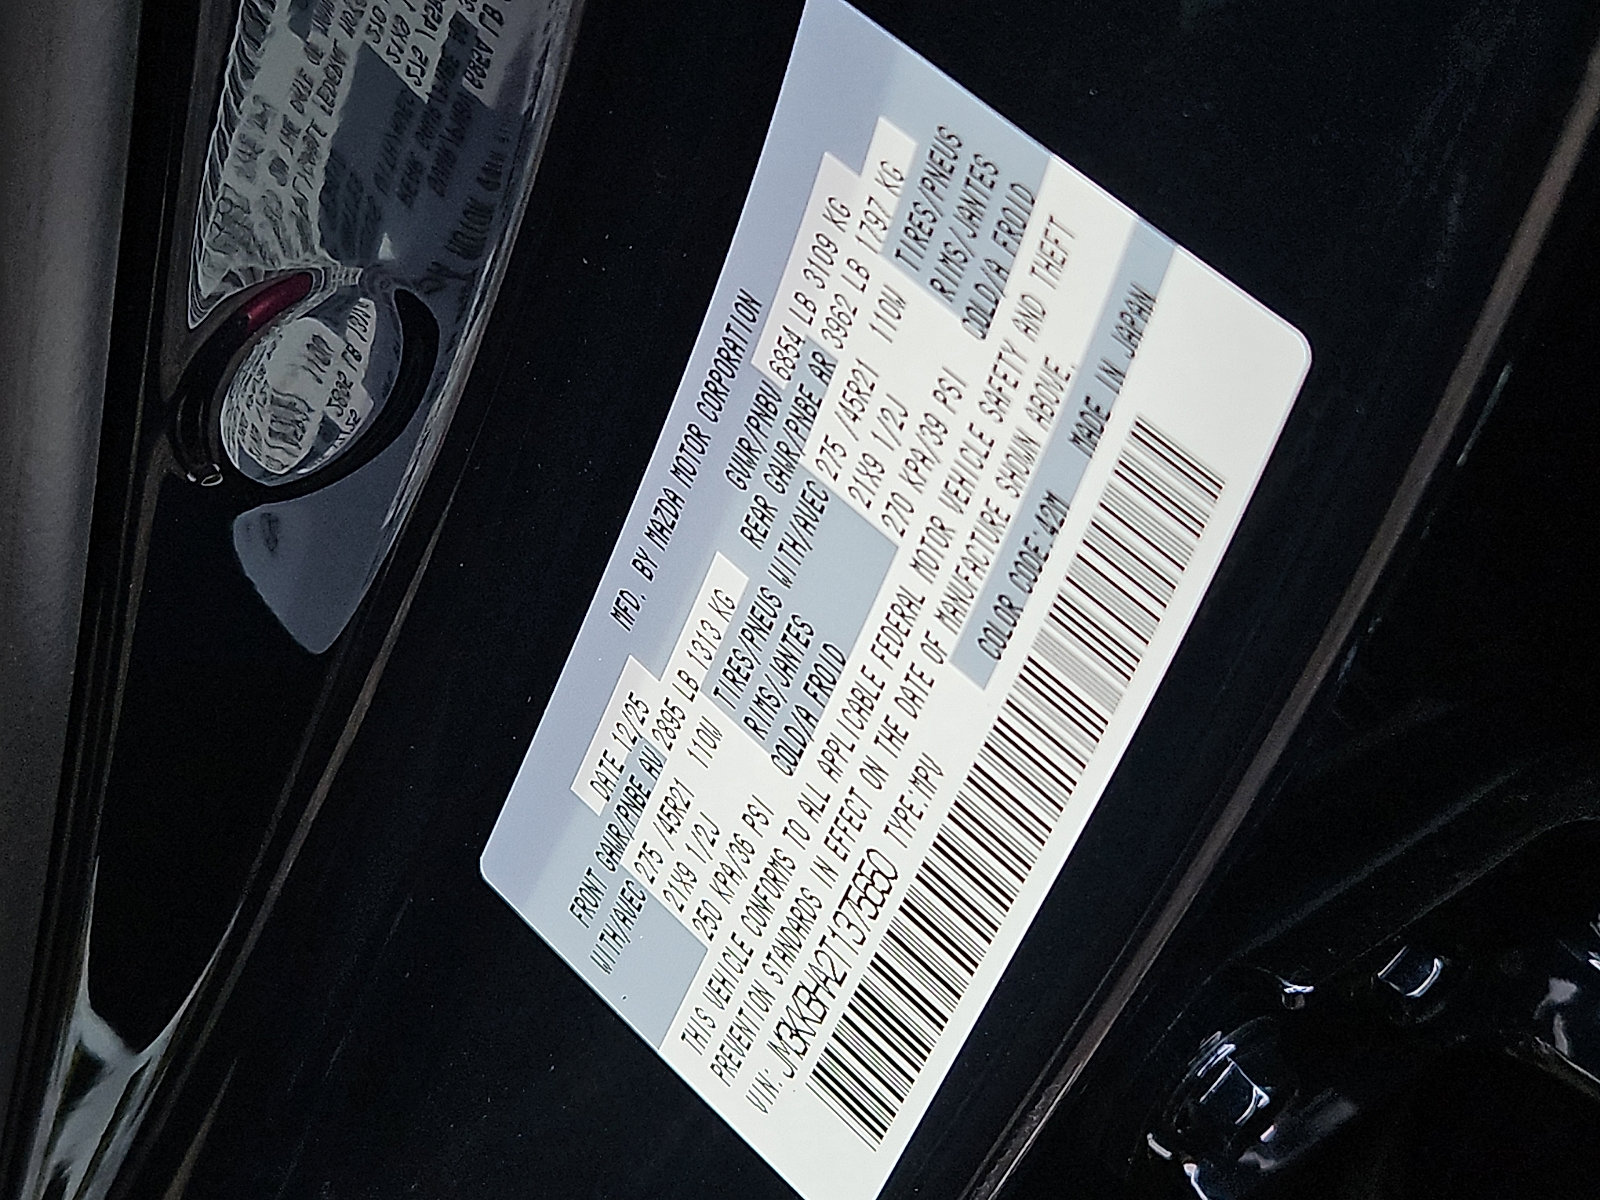 MFD. BY MAZDA MOTOR CORPORATION
DATE 12/25 GVWR/PNBV 6854 LB 3109 KG
FRONT GAWR/PNBE AV 2895 LB 1313 KG REAR GAWR/PNBE AR 3962 LB 1797 KG
WITH/AVEC 275 /45R21 110W TIRES/PNEUS WITH/AVEC 275 /45R21 110W TIRES/PNEUS
21X9 1/2J RIMS/JANTES 21X9 1/2J RIMS/JANTES
250 KPA/36 PSI COLD/A FROID 270 KPA/39 PSI COLD/A FROID
THIS VEHICLE CONFORMS TO ALL APPLICABLE FEDERAL MOTOR VEHICLE SAFETY AND THEFT
PREVENTION STANDARDS IN EFFECT ON THE DATE OF MANUFACTURE SHOWN ABOVE.
VIN: JM3KKBHA2T1375650 TYPE:MPV COLOR CODE:42M MADE IN JAPAN